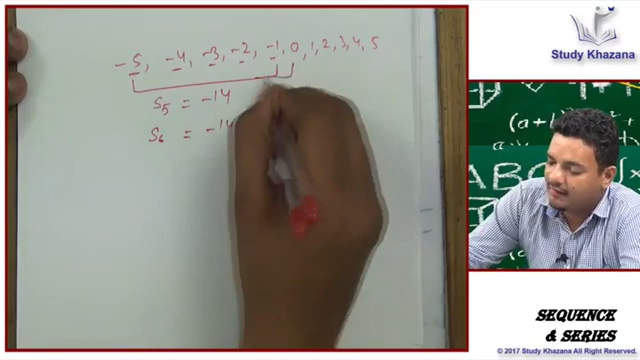 -5, -4, -3, -2, -1, 0, 1, 2, 3, 4, 5
S5 = -14
S6 = -14
Study Khazana
ABC
SEQUENCE
& SERIES
© 2017 Study Khazana All Rights Reserved.